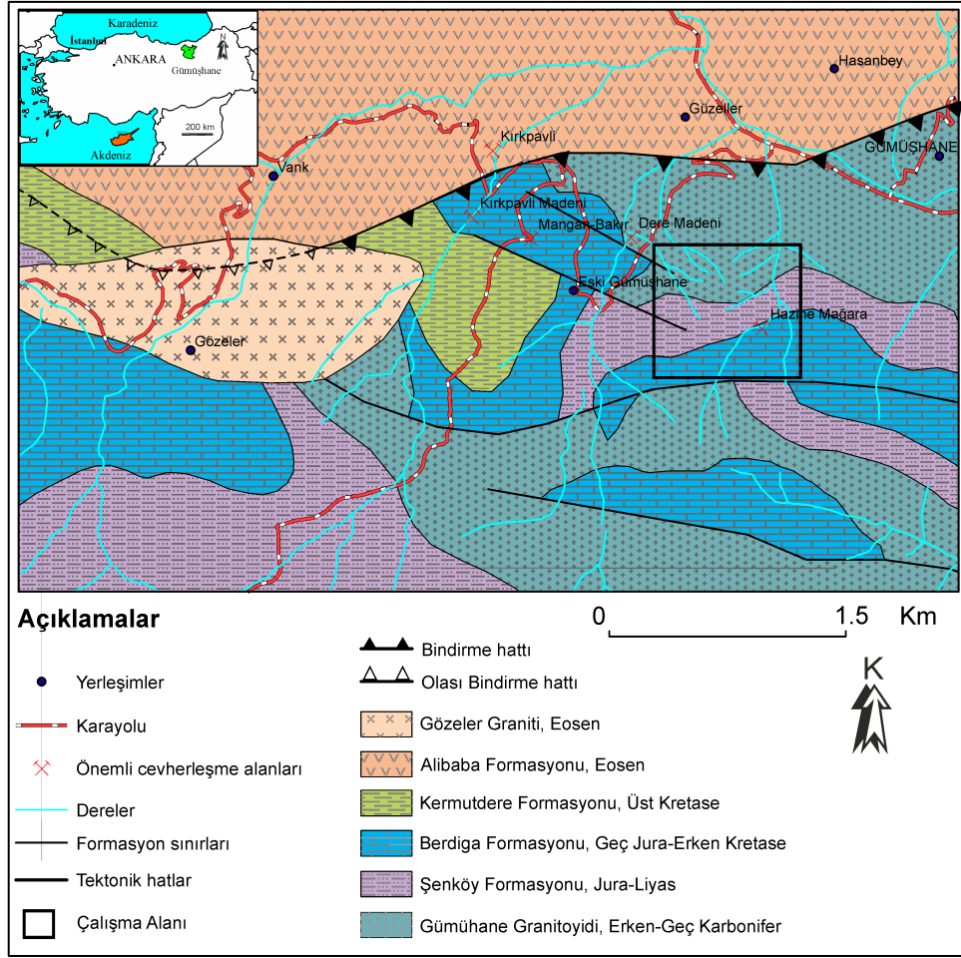 Karadeniz
İstanbul
N
ANKARA
Gümüşhane
200 km
Akdeniz
Hasanbey
Güzeller
Kırkpavli
GÜMÜŞHANE
Vank
Kırkpavli Madeni
Mangan-Bakır
Dere Madeni
Eski Gümüşhane
Hazine Mağara
Gözeler
Açıklamalar
0 1.5 Km
Yerleşimler
Karayolu
Önemli cevherleşme alanları
Dereler
Formasyon sınırları
Tektonik hatlar
Çalışma Alanı
Bindirme hattı
Olası Bindirme hattı
Gözeler Graniti, Eosen
Alibaba Formasyonu, Eosen
Kermutdere Formasyonu, Üst Kretase
Berdiga Formasyonu, Geç Jura-Erken Kretase
Şenköy Formasyonu, Jura-Liyas
Gümühane Granitoyidi, Erken-Geç Karbonifer
K